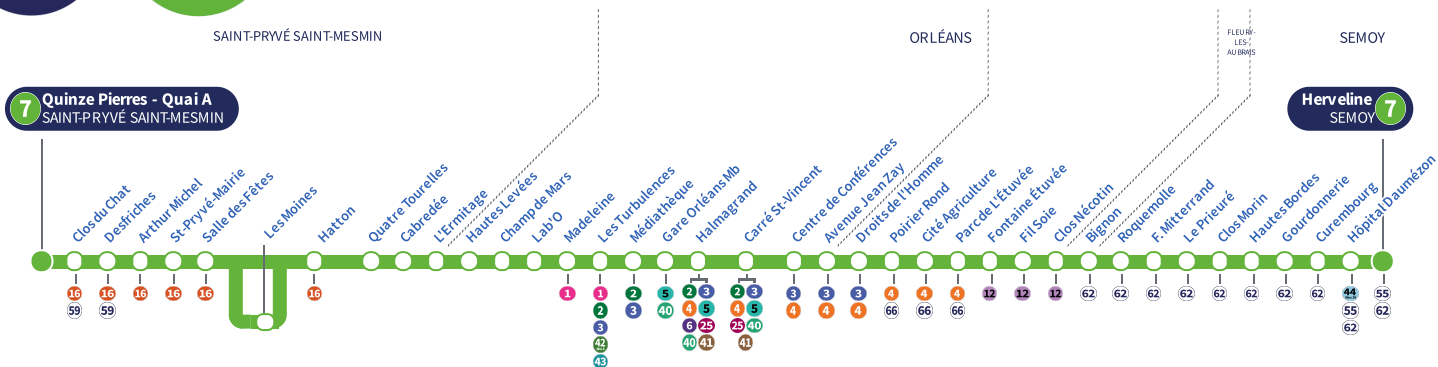 SAINT-PRYVÉ SAINT-MESMIN
ORLÉANS
FLEURY-
LES-
AUBRAIS
SEMOY
7
Quinze Pierres - Quai A
SAINT-PRYVÉ SAINT-MESMIN
Herveline
SEMOY
7
Clos du Chat
Desfriches
Arthur Michel
St-Pryvé-Mairie
Salle des Fêtes
Les Moines
Hatton
Quatre Tourelles
Cabredée
L'Ermitage
Hautes Levées
Champ de Mars
Lab'O
Madeleine
Les Turbulences
Médiathèque
Gare Orléans Mb
Halmagrand
Carré St-Vincent
Centre de Conférences
Avenue Jean Zay
Droits de l'Homme
Poirier Rond
Cité Agriculture
Parc de L'Étuvée
Fontaine Étuvée
Fil Soie
Clos Nécotin
Bignon
Roquemolle
F. Mitterrand
Le Prieuré
Clos Morin
Hautes Bordes
Gourdonnerie
Curembourg
Hôpital Daumézon
16 16 16 16 16 16 1 1 2 5 2 3 2 3 3 3 3 4 4 4 12 12 12 62 62 62 62 62 62 62 62 44 55
59 59 2 3 40 4 5 4 5 4 4 4 66 66 66 55 62
3 6 25 25 40 62
42 40 41 41
43